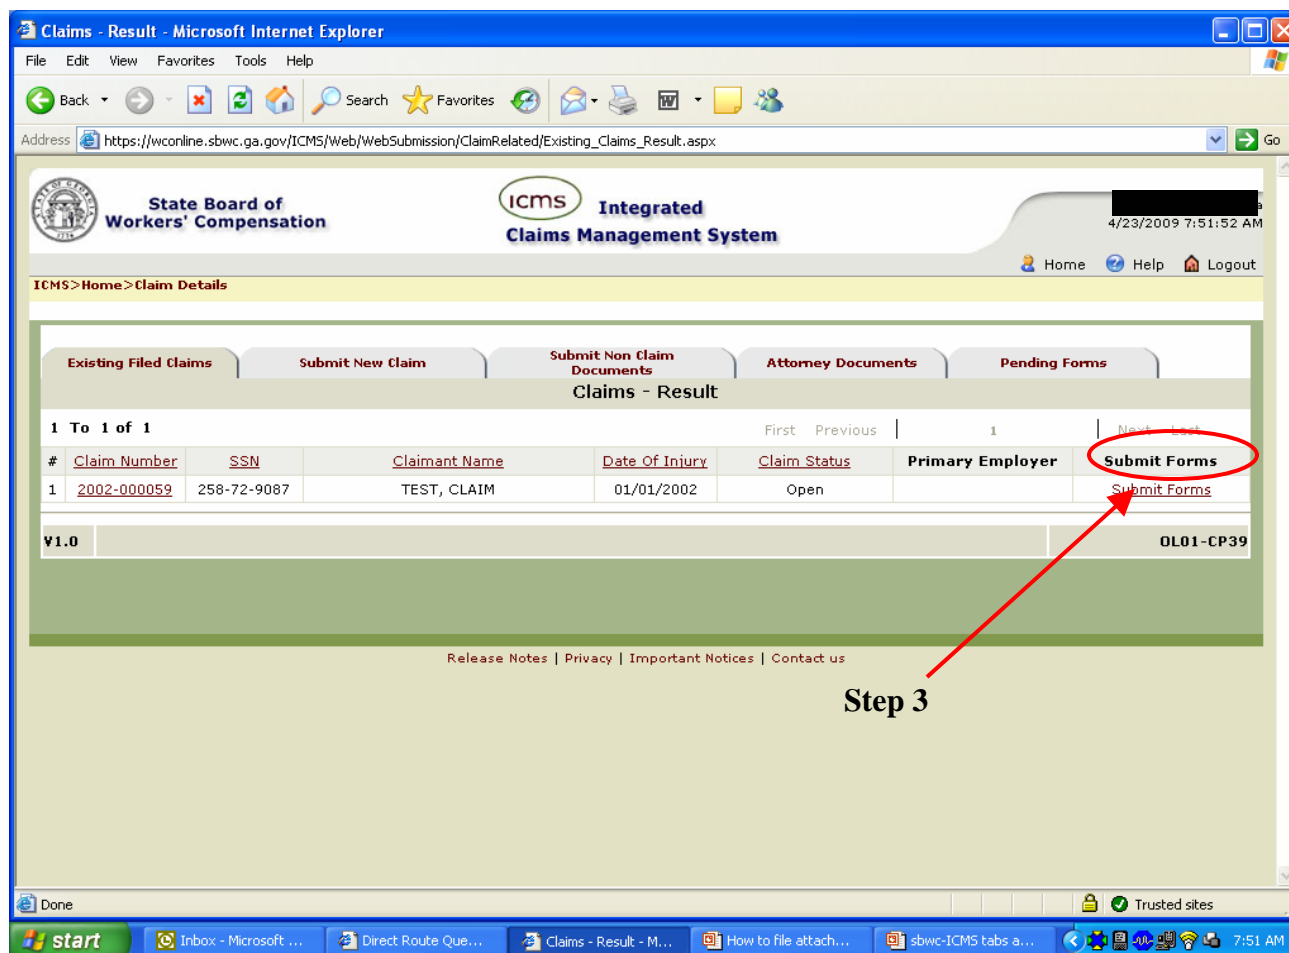 Claims - Result - Microsoft Internet Explorer
File Edit View Favorites Tools Help
Back Search Favorites
Address https://wconline.sbwc.ga.gov/ICMS/Web/WebSubmission/ClaimRelated/Existing_Claims_Result.aspx Go
State Board of
Workers' Compensation
icms Integrated
Claims Management System
4/23/2009 7:51:52 AM
Home Help Logout
ICMS>Home>Claim Details
Existing Filed Claims Submit New Claim Submit Non Claim Documents Attorney Documents Pending Forms
Claims - Result
1 To 1 of 1 First Previous | 1 | Next Last
# Claim Number SSN Claimant Name Date Of Injury Claim Status Primary Employer Submit Forms
1 2002-000059 258-72-9087 TEST, CLAIM 01/01/2002 Open Submit Forms
V1.0 OL01-CP39
Release Notes | Privacy | Important Notices | Contact us
Step 3
Done Trusted sites
start Inbox - Microsoft ... Direct Route Que... Claims - Result - M... How to file attach... sbwc-ICMS tabs a... 7:51 AM